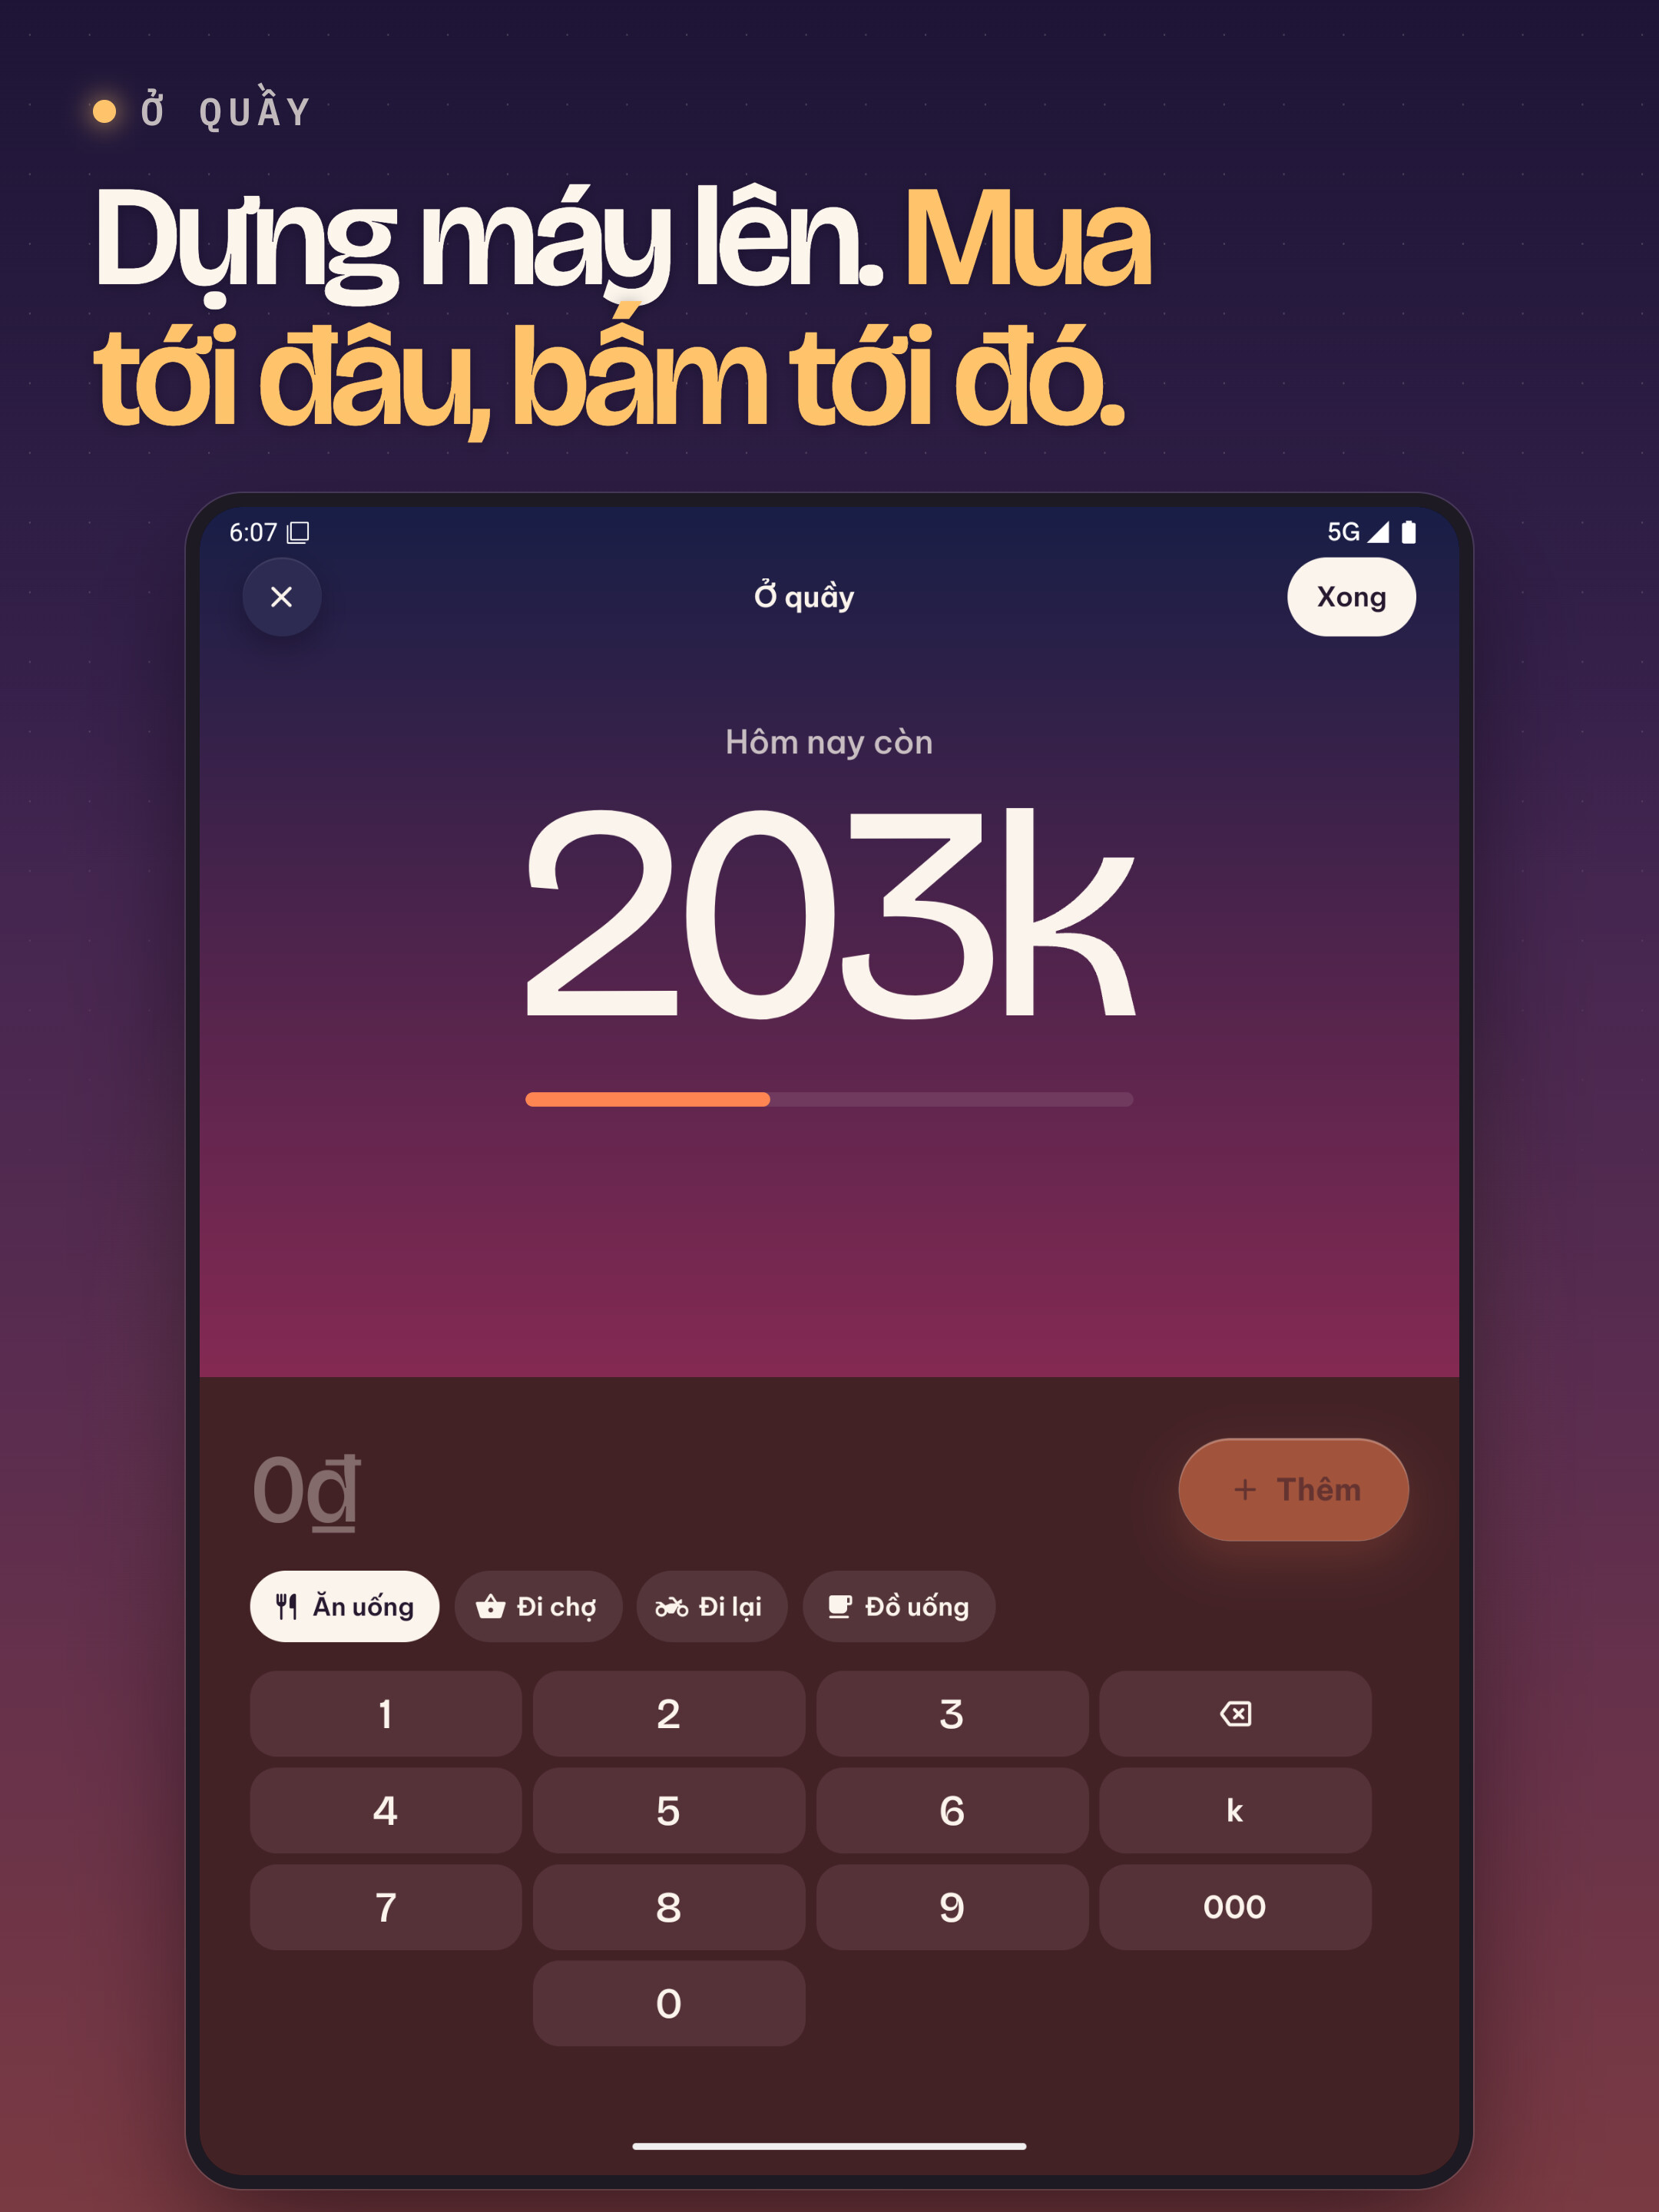 Ở QUẦY
Dựng máy lên. Mua
tới đâu, bấm tới đó.
6:07
5G
Ở quầy
Xong
Hôm nay còn
203k
0₫
+ Thêm
Ăn uống
Đi chợ
Đi lại
Đồ uống
1 2 3
4 5 6 k
7 8 9 000
0